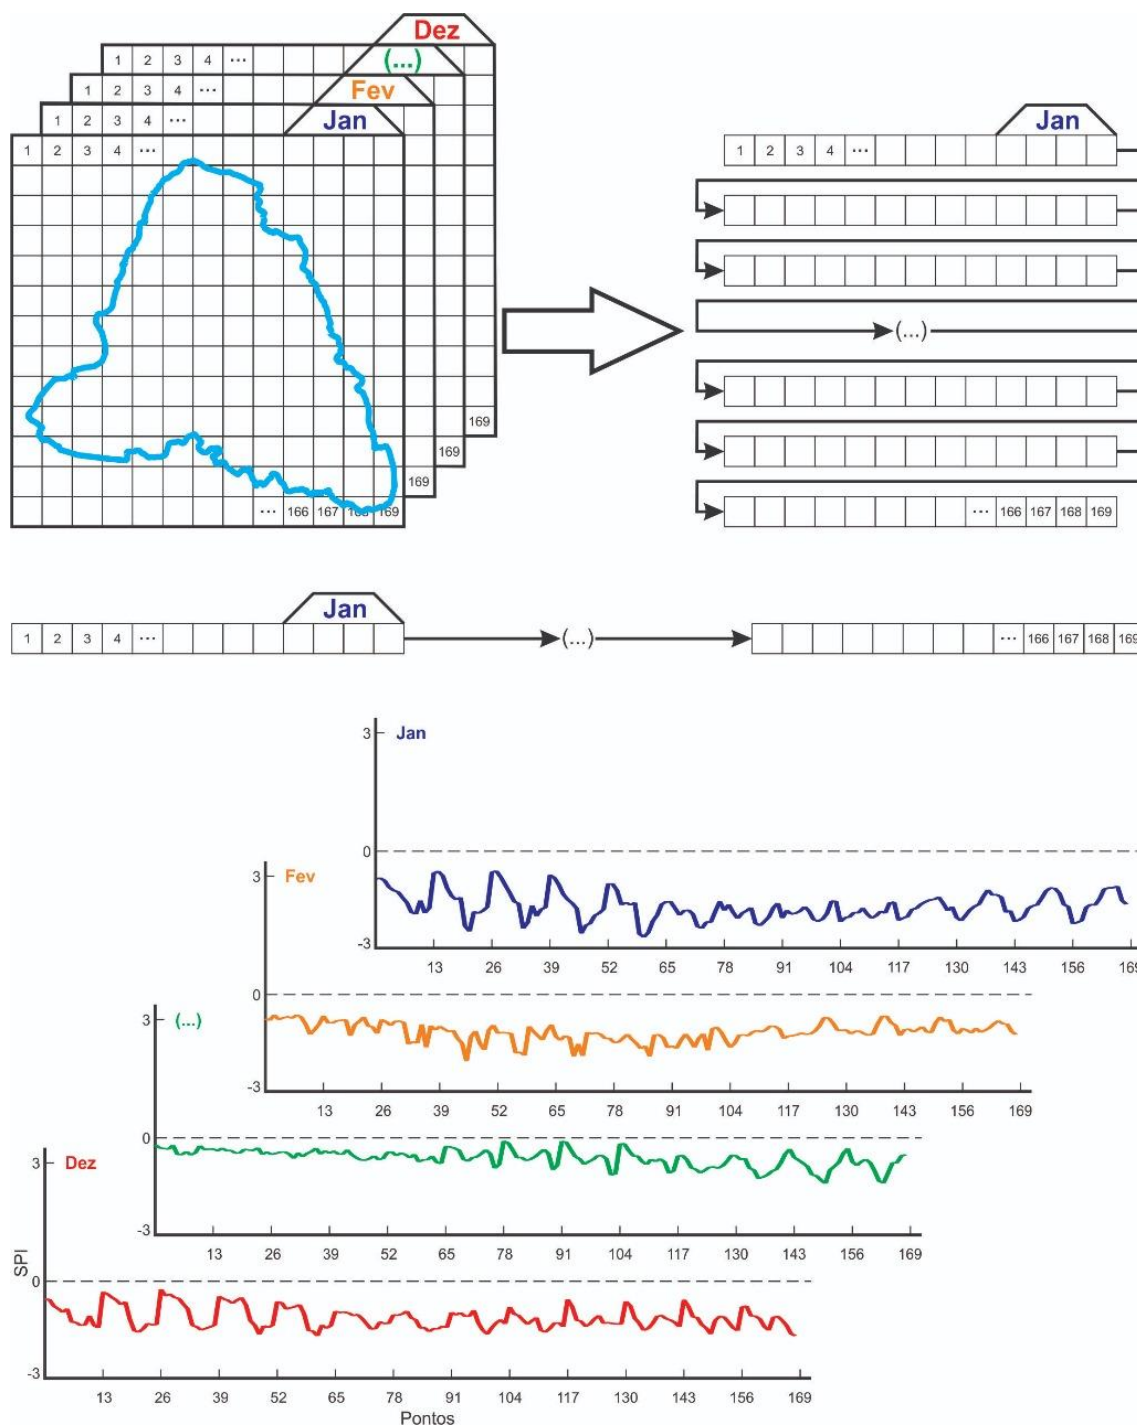 Dez
1 2 3 4 ... (...)
1 2 3 4 ... Fev
1 2 3 4 ... Jan
Jan
1 2 3 4 ...
1 2 3 4 ...
(...)
169
169
169
... 166 167 168 169
... 166 167 168 169
Jan
1 2 3 4 ... (...) ... 166 167 168 169
3 Jan
0
-3
13 26 39 52 65 78 91 104 117 130 143 156 169
3 Fev
0
-3
13 26 39 52 65 78 91 104 117 130 143 156 169
3 (...)
0
-3
13 26 39 52 65 78 91 104 117 130 143 156 169
3 Dez
SPI
0
-3
13 26 39 52 65 78 91 104 117 130 143 156 169
Pontos